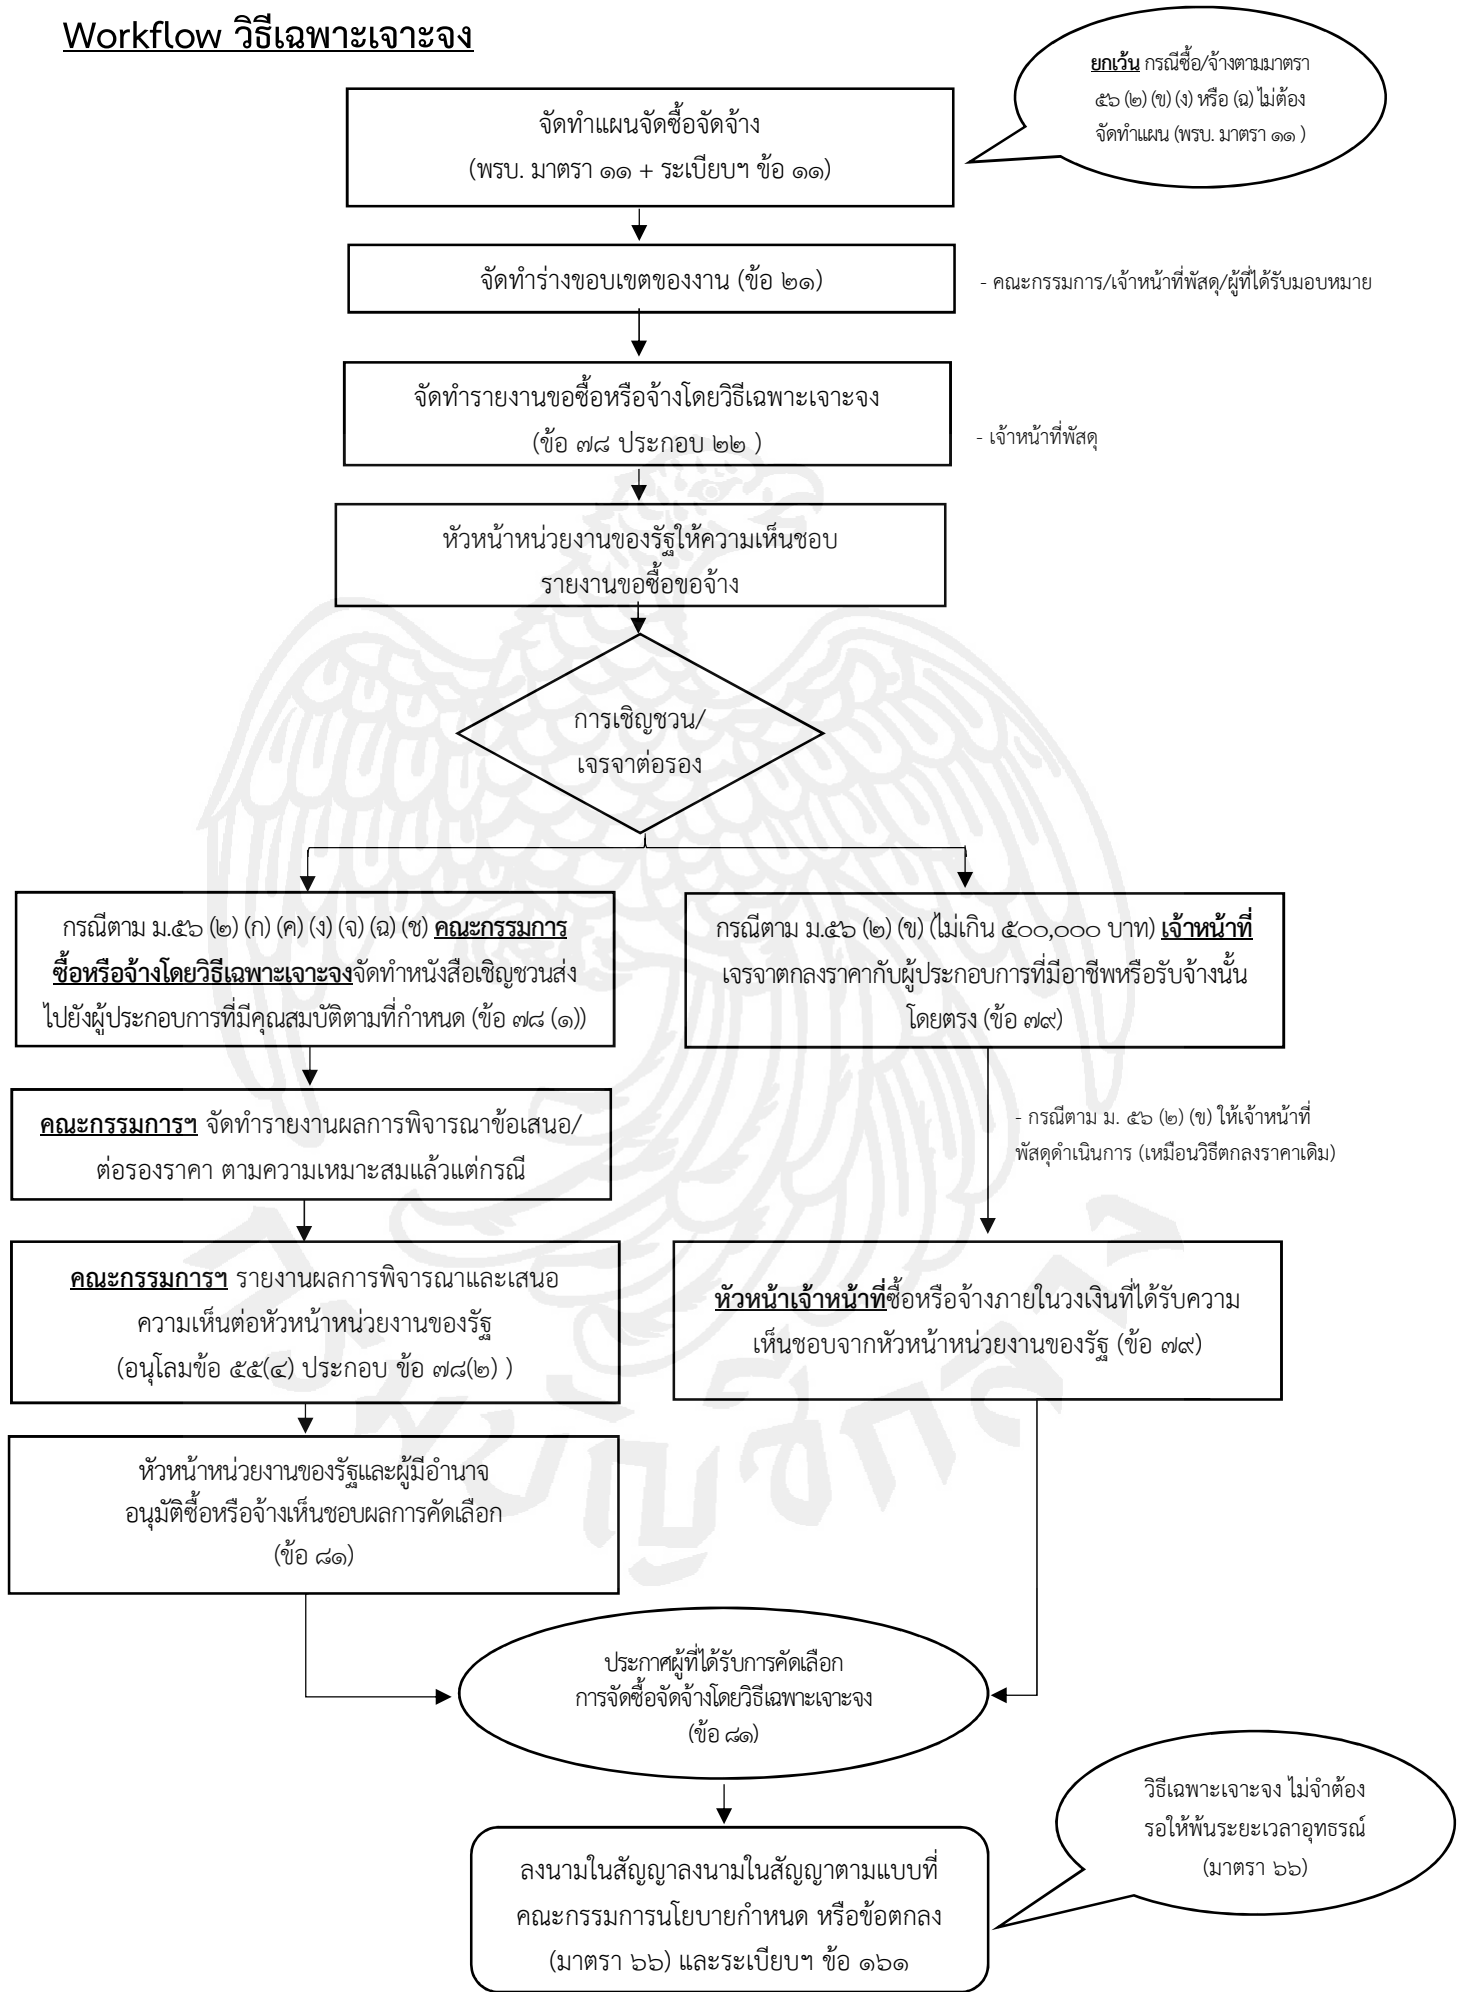 Workflow วิธีเฉพาะเจาะจง
ยกเว้น กรณีซื้อ/จ้างตามมาตรา
๕๖ (๒) (ข) (ง) หรือ (ฉ) ไม่ต้อง
จัดทำแผน (พรบ. มาตรา ๑๑ )
จัดทำแผนจัดซื้อจัดจ้าง
(พรบ. มาตรา ๑๑ + ระเบียบฯ ข้อ ๑๑)
จัดทำร่างขอบเขตของงาน (ข้อ ๒๑)
- คณะกรรมการ/เจ้าหน้าที่พัสดุ/ผู้ที่ได้รับมอบหมาย
จัดทำรายงานขอซื้อหรือจ้างโดยวิธีเฉพาะเจาะจง
(ข้อ ๗๘ ประกอบ ๒๒ )
- เจ้าหน้าที่พัสดุ
หัวหน้าหน่วยงานของรัฐให้ความเห็นชอบ
รายงานขอซื้อขอจ้าง
การเชิญชวน/
เจรจาต่อรอง
กรณีตาม ม.๕๖ (๒) (ก) (ค) (ง) (จ) (ฉ) (ช) คณะกรรมการ
ซื้อหรือจ้างโดยวิธีเฉพาะเจาะจงจัดทำหนังสือเชิญชวนส่ง
ไปยังผู้ประกอบการที่มีคุณสมบัติตามที่กำหนด (ข้อ ๗๘ (๑))
กรณีตาม ม.๕๖ (๒) (ข) (ไม่เกิน ๕๐๐,๐๐๐ บาท) เจ้าหน้าที่
เจรจาตกลงราคากับผู้ประกอบการที่มีอาชีพหรือรับจ้างนั้น
โดยตรง (ข้อ ๗๙)
คณะกรรมการฯ จัดทำรายงานผลการพิจารณาข้อเสนอ/
ต่อรองราคา ตามความเหมาะสมแล้วแต่กรณี
- กรณีตาม ม. ๕๖ (๒) (ข) ให้เจ้าหน้าที่
พัสดุดำเนินการ (เหมือนวิธีตกลงราคาเดิม)
คณะกรรมการฯ รายงานผลการพิจารณาและเสนอ
ความเห็นต่อหัวหน้าหน่วยงานของรัฐ
(อนุโลมข้อ ๕๕(๔) ประกอบ ข้อ ๗๘(๒) )
หัวหน้าเจ้าหน้าที่ซื้อหรือจ้างภายในวงเงินที่ได้รับความ
เห็นชอบจากหัวหน้าหน่วยงานของรัฐ (ข้อ ๗๙)
หัวหน้าหน่วยงานของรัฐและผู้มีอำนาจ
อนุมัติซื้อหรือจ้างเห็นชอบผลการคัดเลือก
(ข้อ ๘๑)
ประกาศผู้ที่ได้รับการคัดเลือก
การจัดซื้อจัดจ้างโดยวิธีเฉพาะเจาะจง
(ข้อ ๘๑)
วิธีเฉพาะเจาะจง ไม่จำต้อง
รอให้พ้นระยะเวลาอุทธรณ์
(มาตรา ๖๖)
ลงนามในสัญญาลงนามในสัญญาตามแบบที่
คณะกรรมการนโยบายกำหนด หรือข้อตกลง
(มาตรา ๖๖) และระเบียบฯ ข้อ ๑๖๑